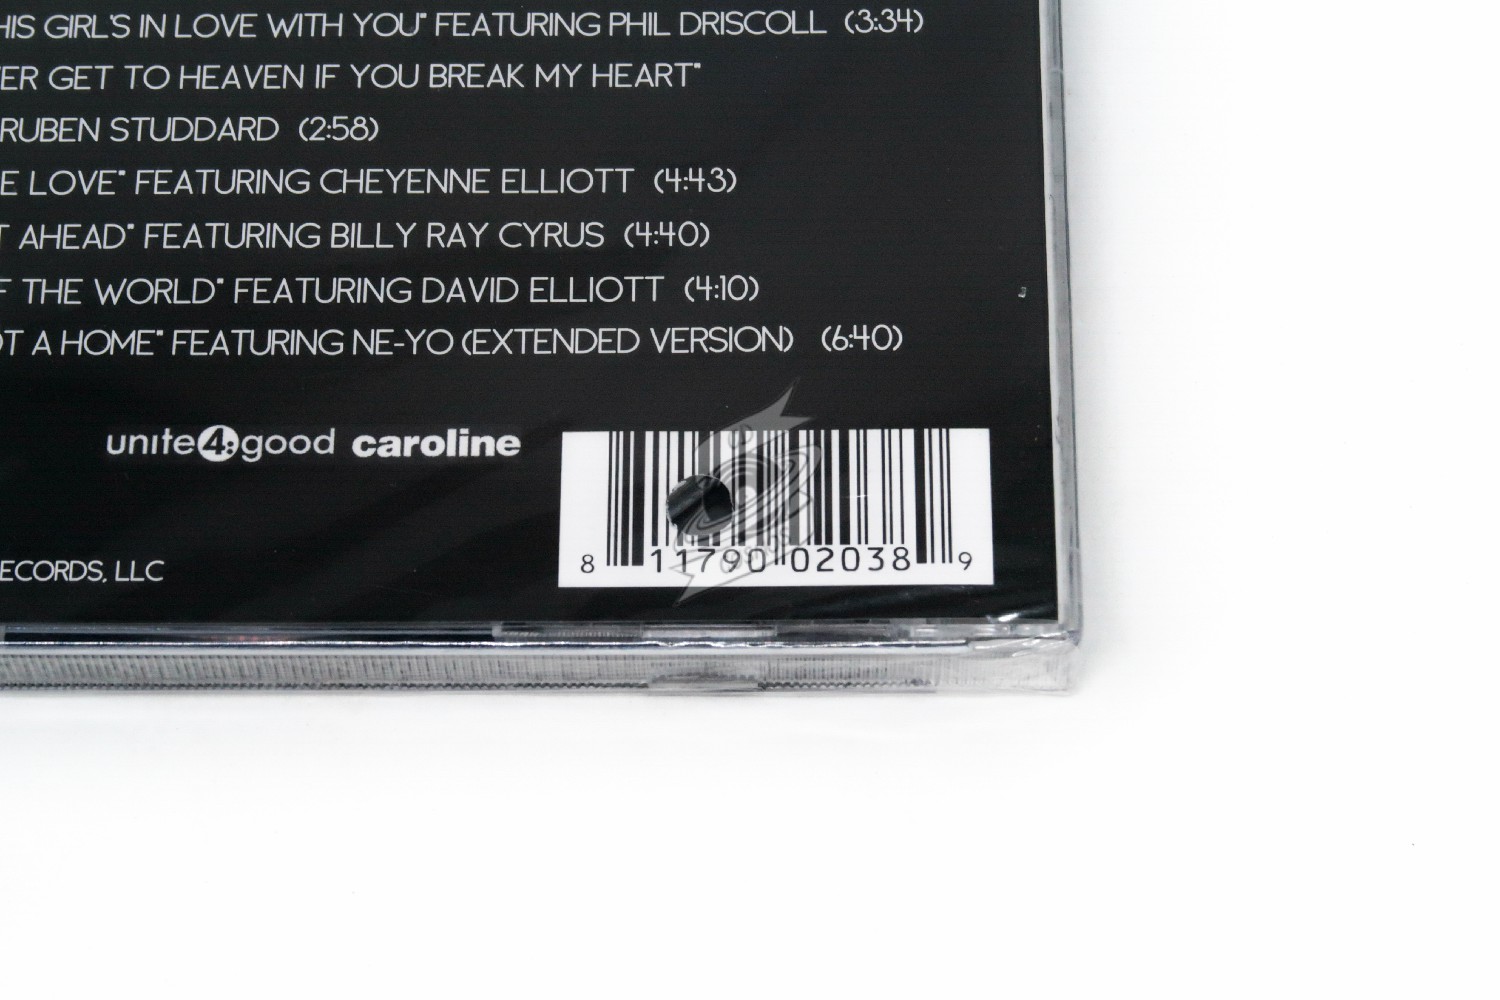 HIS GIRL'S IN LOVE WITH YOU" FEATURING PHIL DRISCOLL (3:34)
ER GET TO HEAVEN IF YOU BREAK MY HEART"
RUBEN STUDDARD (2:58)
E LOVE" FEATURING CHEYENNE ELLIOTT (4:43)
T AHEAD" FEATURING BILLY RAY CYRUS (4:40)
F THE WORLD" FEATURING DAVID ELLIOTT (4:10)
OT A HOME" FEATURING NE-YO (EXTENDED VERSION) (6:40)
unite4:good caroline
8 11790 02038 9
ECORDS, LLC